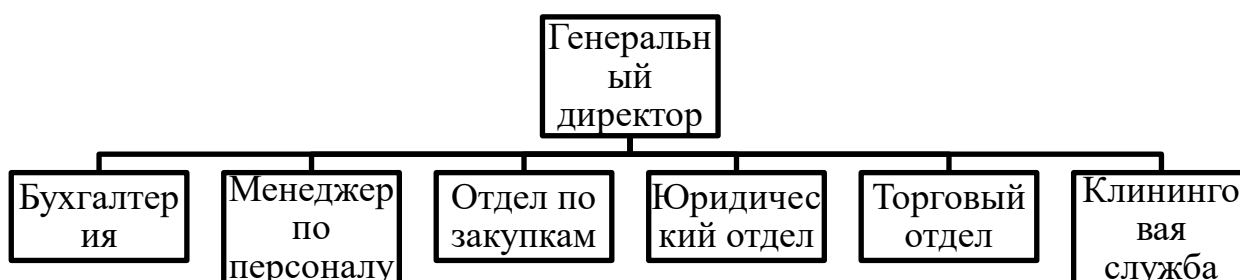 Генеральн
ый
директор
Бухгалтер
ия
Менеджер
по
персоналу
Отдел по
закупкам
Юридичес
кий отдел
Торговый
отдел
Клининго
вая
служба